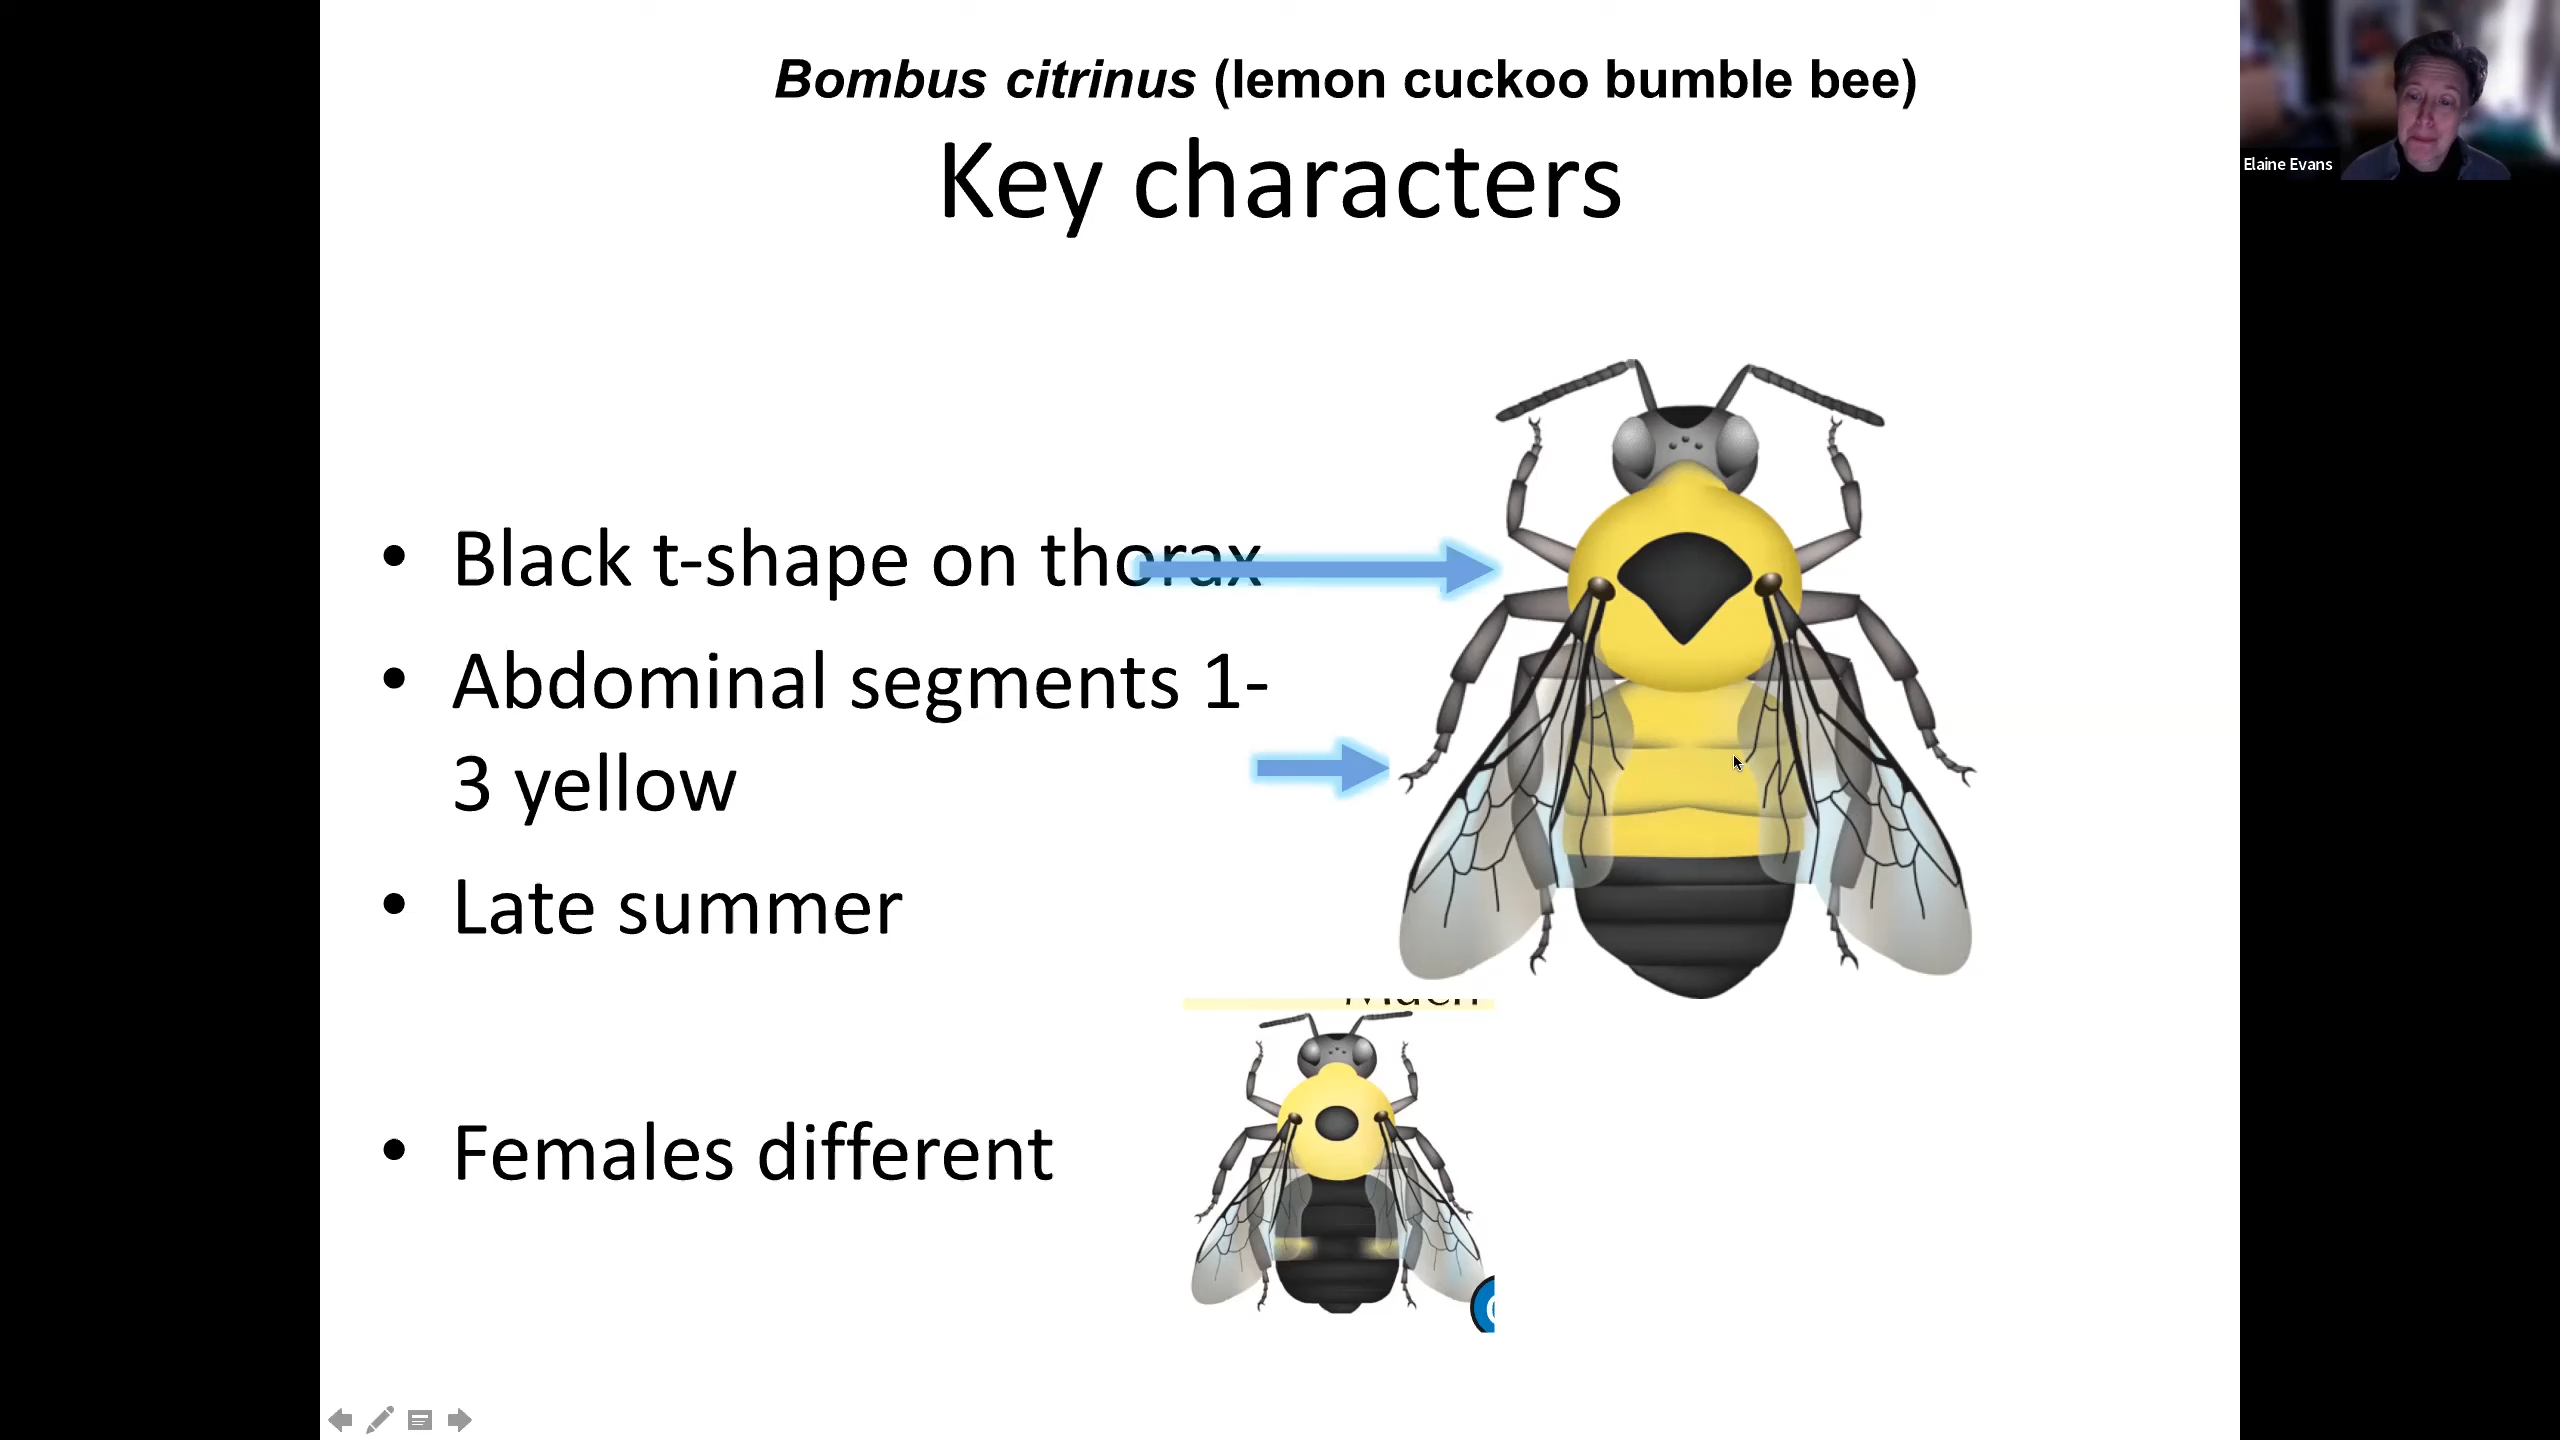 Bombus citrinus (lemon cuckoo bumble bee)
Key characters
Elaine Evans
• Black t-shape on thorax
• Abdominal segments 1-
3 yellow
• Late summer
Much
• Females different